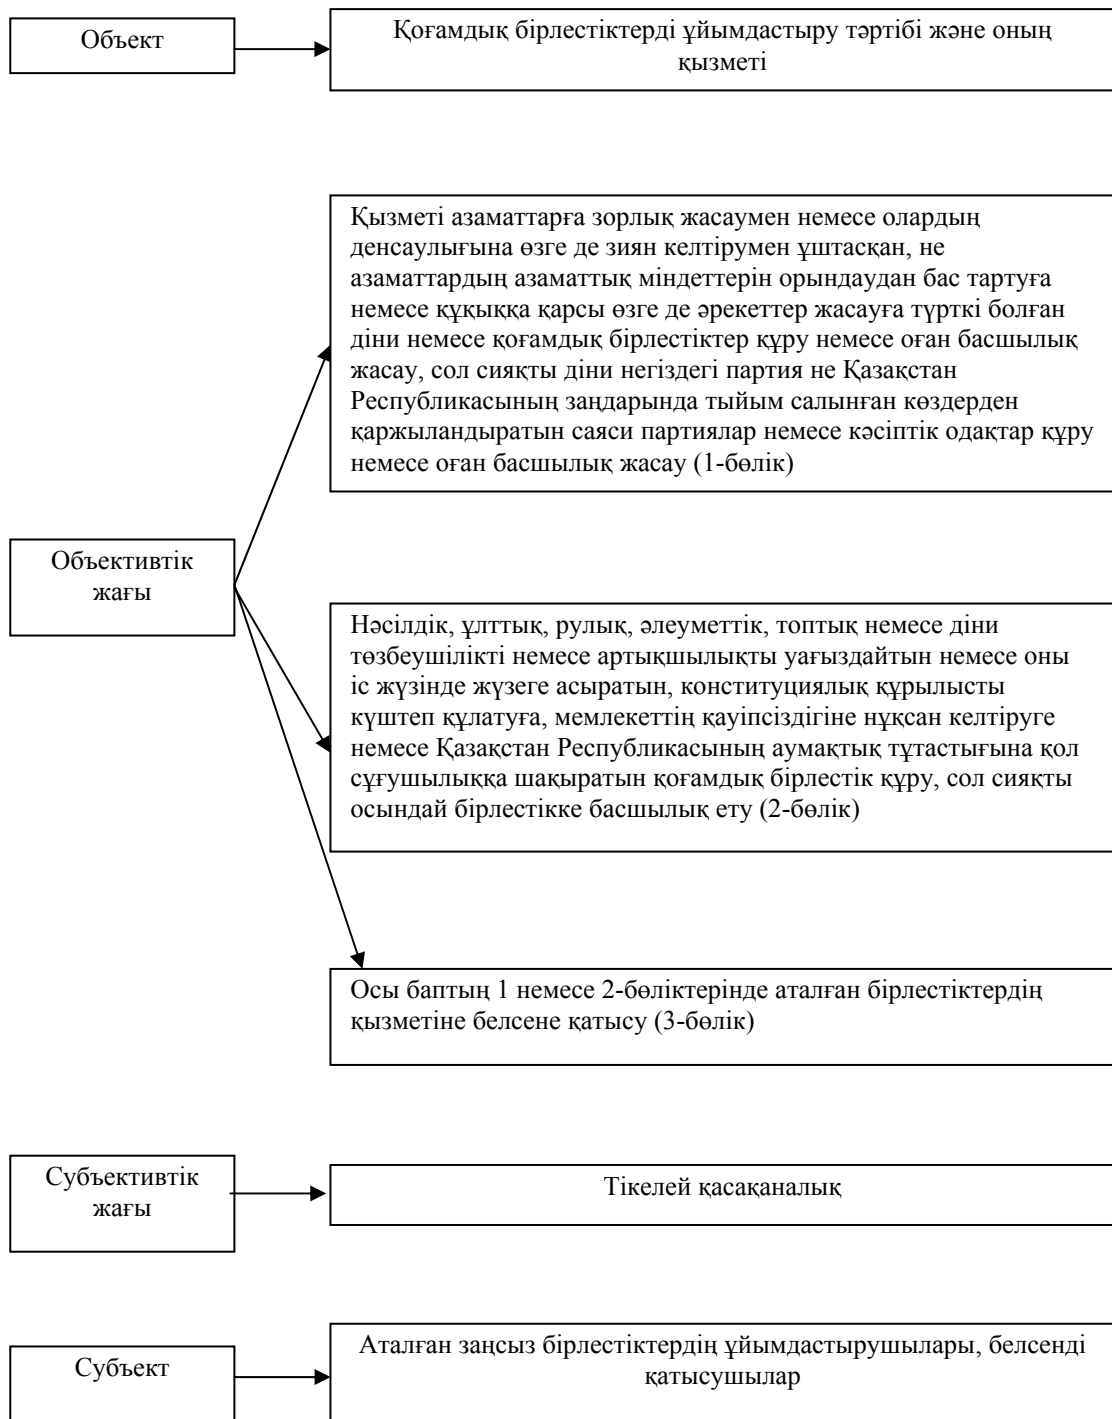 Объект
Қоғамдық бірлестіктерді ұйымдастыру тәртібі және оның
қызметі
Қызметі азаматтарға зорлық жасаумен немесе олардың
денсаулығына өзге де зиян келтірумен ұштасқан, не
азаматтардың азаматтық міндеттерін орындаудан бас тартуға
немесе құқыққа қарсы өзге де әрекеттер жасауға түрткі болған
діни немесе қоғамдық бірлестіктер құру немесе оған басшылық
жасау, сол сияқты діни негіздегі партия не Қазақстан
Республикасының заңдарында тыйым салынған көздерден
қаржыландыратын саяси партиялар немесе кәсіптік одақтар құру
немесе оған басшылық жасау (1-бөлік)
Объективтік
жағы
Нәсілдік, ұлттық, рулық, әлеуметтік, топтық немесе діни
төзбеушілікті немесе артықшылықты уағыздайтын немесе оны
іс жүзінде жүзеге асыратын, конституциялық құрылысты
күштеп құлатуға, мемлекеттің қауіпсіздігіне нұқсан келтіруге
немесе Қазақстан Республикасының аумақтық тұтастығына қол
сұғушылыққа шақыратын қоғамдық бірлестік құру, сол сияқты
осындай бірлестікке басшылық ету (2-бөлік)
Осы баптың 1 немесе 2-бөліктерінде аталған бірлестіктердің
қызметіне белсене қатысу (3-бөлік)
Субъективтік
жағы
Тікелей қасақаналық
Субъект
Аталған заңсыз бірлестіктердің ұйымдастырушылары, белсенді
қатысушылар